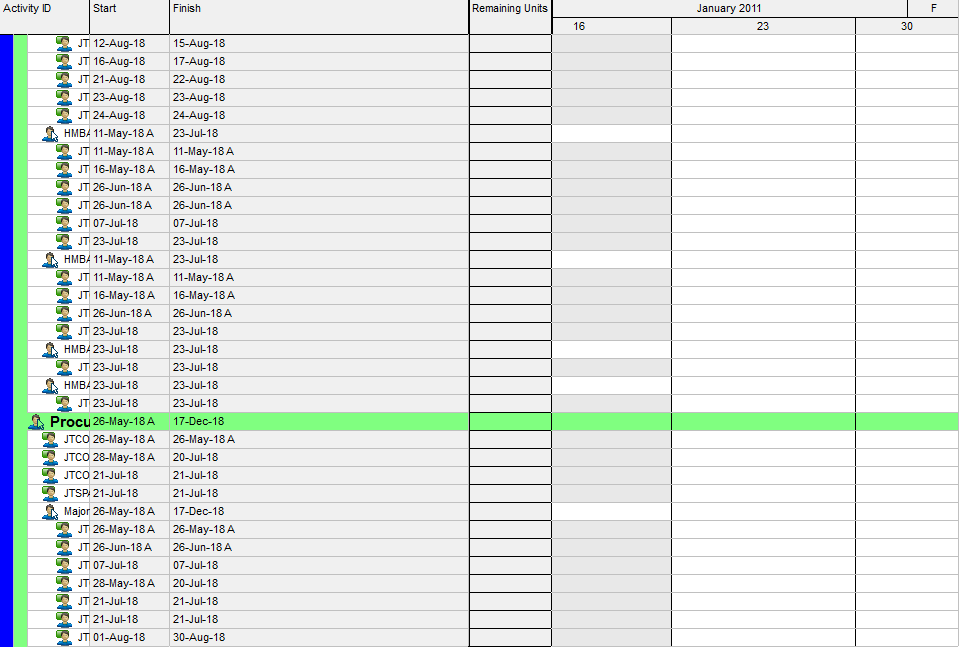 Activity ID Start Finish Remaining Units January 2011 F
16 23 30
JT 12-Aug-18 15-Aug-18
JT 16-Aug-18 17-Aug-18
JT 21-Aug-18 22-Aug-18
JT 23-Aug-18 23-Aug-18
JT 24-Aug-18 24-Aug-18
HMBA 11-May-18 A 23-Jul-18
JT 11-May-18 A 11-May-18 A
JT 16-May-18 A 16-May-18 A
JT 26-Jun-18 A 26-Jun-18 A
JT 26-Jun-18 A 26-Jun-18 A
JT 07-Jul-18 07-Jul-18
JT 23-Jul-18 23-Jul-18
HMBA 11-May-18 A 23-Jul-18
JT 11-May-18 A 11-May-18 A
JT 16-May-18 A 16-May-18 A
JT 26-Jun-18 A 26-Jun-18 A
JT 23-Jul-18 23-Jul-18
HMBA 23-Jul-18 23-Jul-18
JT 23-Jul-18 23-Jul-18
HMBA 23-Jul-18 23-Jul-18
JT 23-Jul-18 23-Jul-18
Procu 26-May-18 A 17-Dec-18
JTCO 26-May-18 A 26-May-18 A
JTCO 28-May-18 A 20-Jul-18
JTCO 21-Jul-18 21-Jul-18
JTSPA 21-Jul-18 21-Jul-18
Major 26-May-18 A 17-Dec-18
JT 26-May-18 A 26-May-18 A
JT 26-Jun-18 A 26-Jun-18 A
JT 07-Jul-18 07-Jul-18
JT 28-May-18 A 20-Jul-18
JT 21-Jul-18 21-Jul-18
JT 21-Jul-18 21-Jul-18
JT 01-Aug-18 30-Aug-18